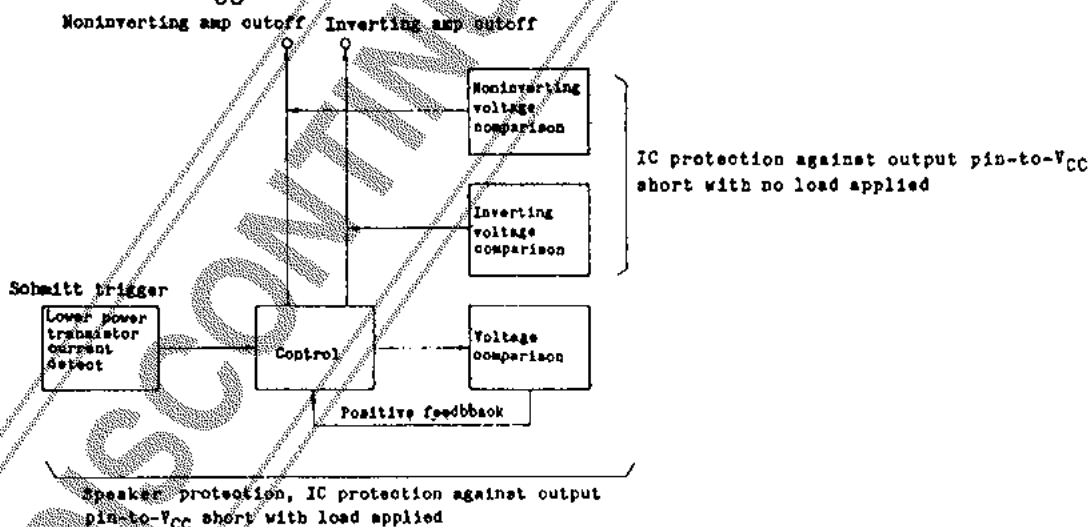 Noninverting amp cutoff Inverting amp cutoff
Noninverting
voltage
comparison
IC protection against output pin-to-VCC
short with no load applied
Inverting
voltage
comparison
Schmitt trigger
Lower power
transistor
current
detect
Control
Voltage
comparison
Positive feedbback
Speaker protection, IC protection against output
pin-to-VCC short with load applied
DISCONTINU